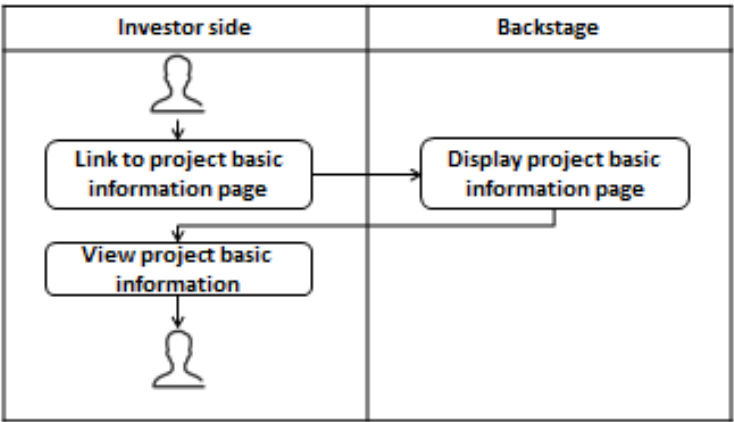 Investor side
Backstage
Link to project basic
information page
Display project basic
information page
View project basic
information